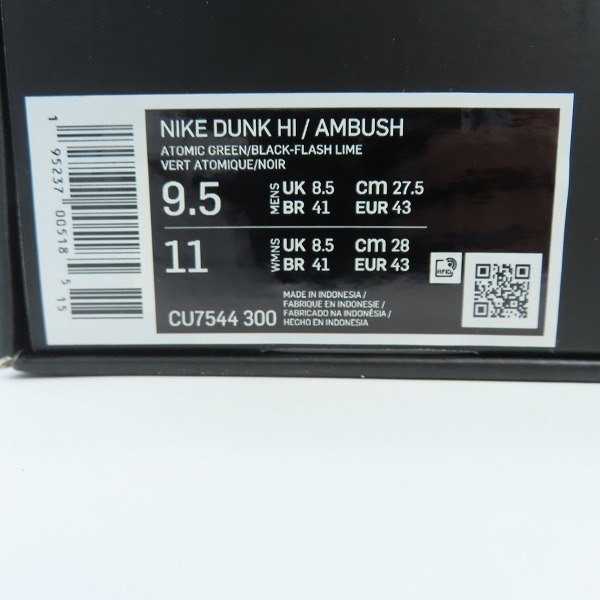 NIKE DUNK HI / AMBUSH
ATOMIC GREEN/BLACK-FLASH LIME
VERT ATOMIQUE/NOIR
9.5 MENS UK 8.5 cm 27.5
BR 41 EUR 43
11 WMNS UK 8.5 cm 28
BR 41 EUR 43
RFID
CU7544 300
MADE IN INDONESIA /
FABRIQUE EN INDONESIE /
FABRICADO NA INDONÉSIA /
HECHO EN INDONESIA
1 95237 00518 5 15